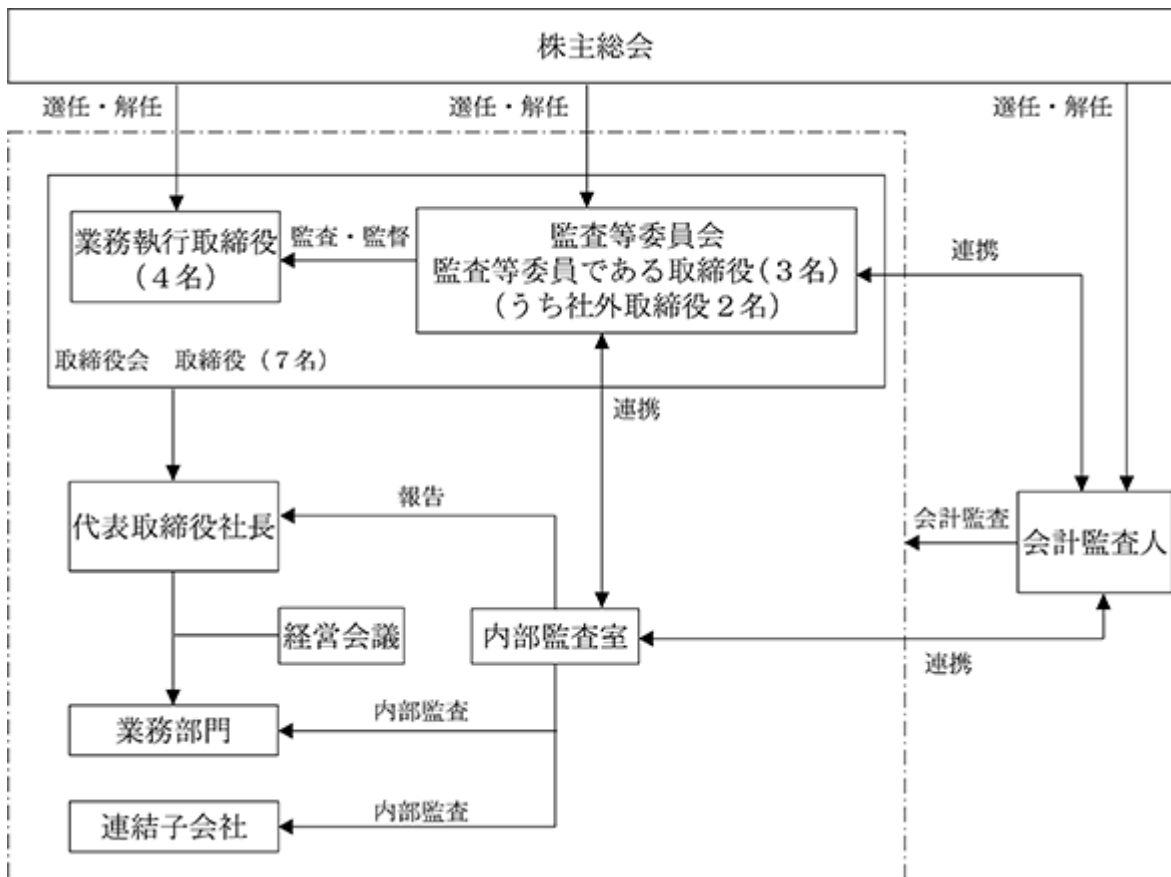 株主総会
選任・解任
選任・解任
選任・解任
業務執行取締役
(4名)
監査・監督
監査等委員会
監査等委員である取締役(3名)
(うち社外取締役2名)
連携
取締役会　取締役(7名)
連携
代表取締役社長
報告
会計監査
会計監査人
経営会議
内部監査室
連携
業務部門
内部監査
連結子会社
内部監査